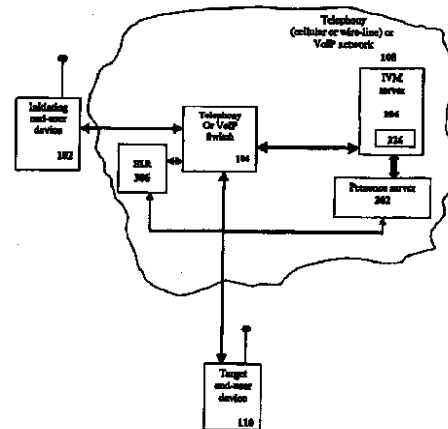 Telephony
(cellular or wire-line) or
VoIP network
108
IVM
server
226
Initiating
end-user
device
102
Telephony
Or VoIP
Switch
104
HLR
306
Presence server
302
Target
end-user
device
110